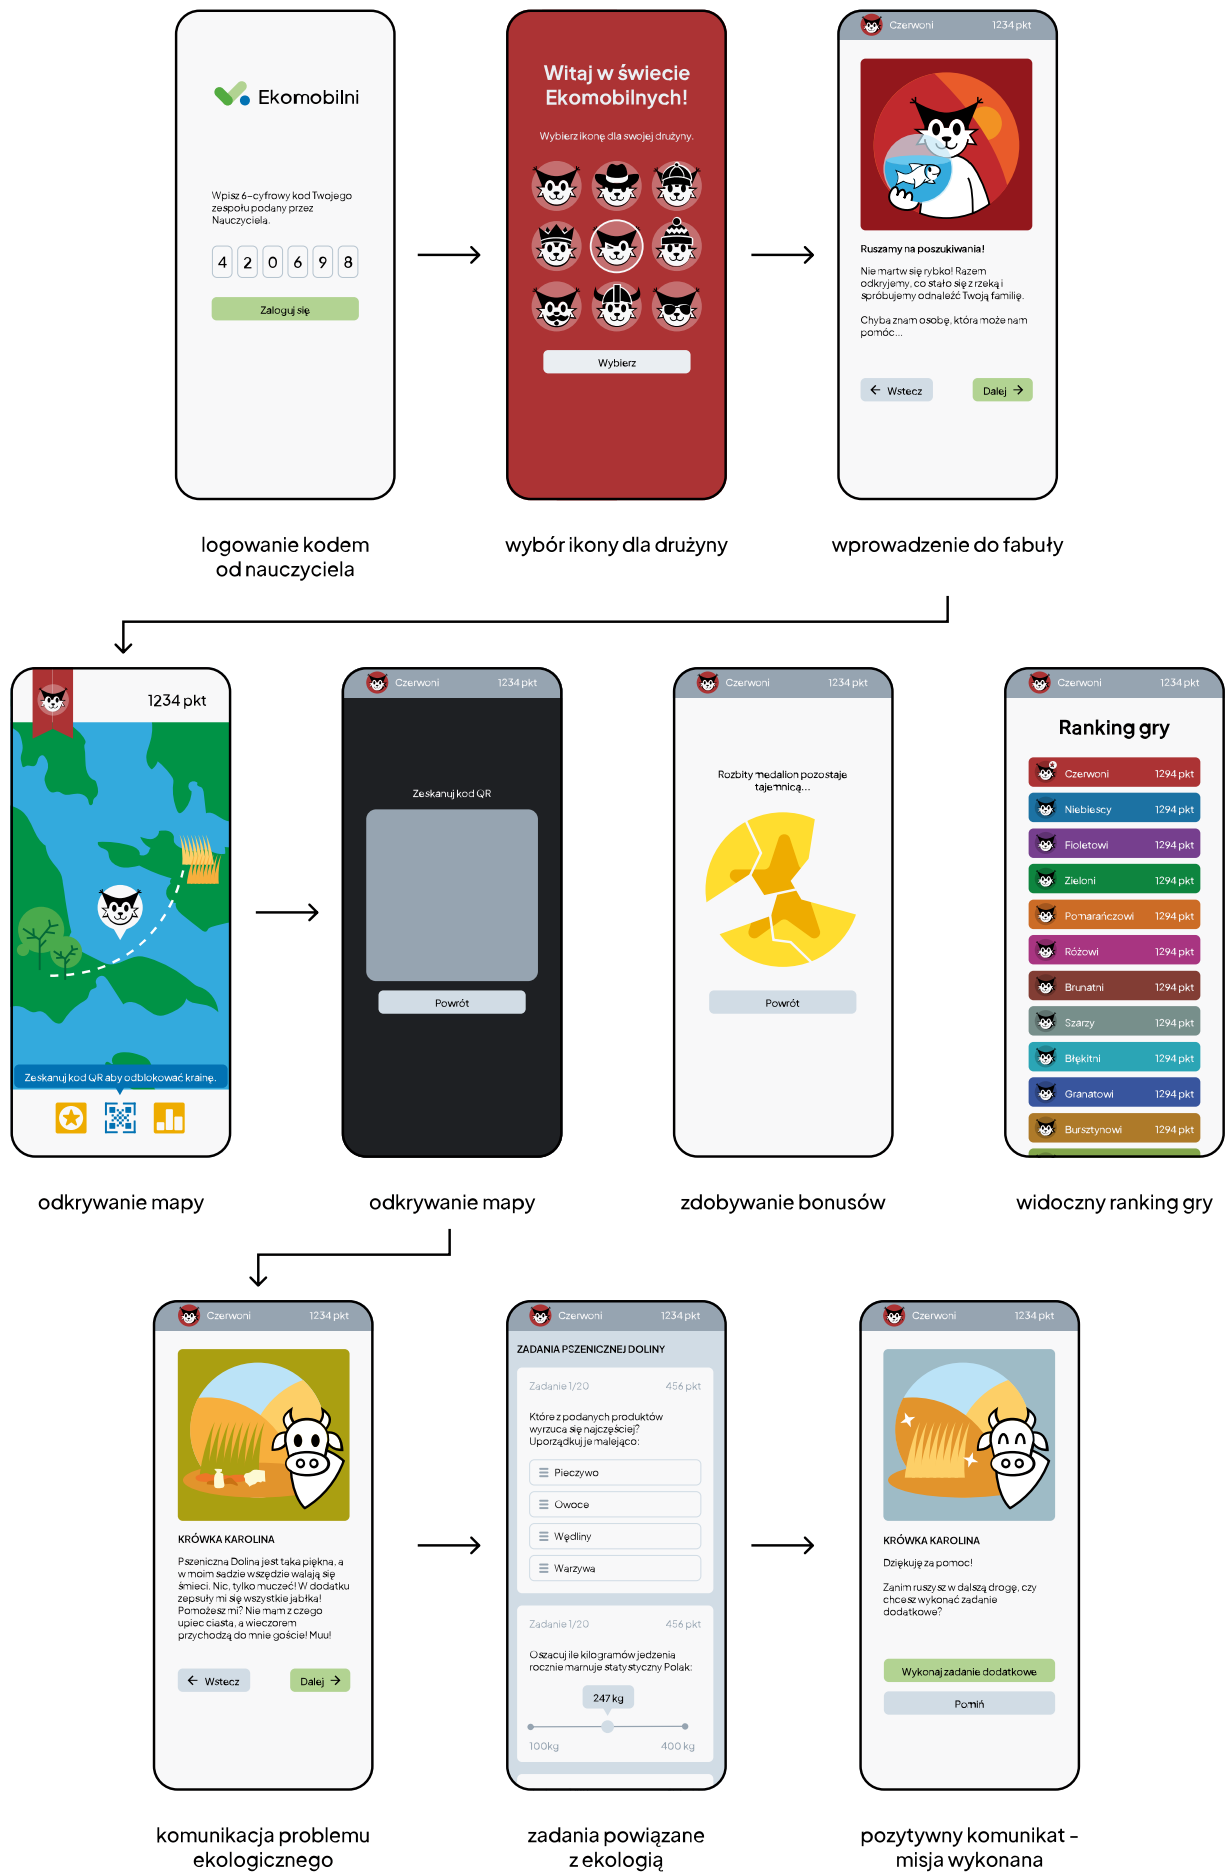 Ekomobilni
Wpisz 6-cyfrowy kod Twojego
zespołu podany przez
Nauczyciela.
4 2 0 6 9 8
Zaloguj się
logowanie kodem
od nauczyciela
Witaj w świecie
Ekomobilnych!
Wybierz ikonę dla swojej drużyny.
Wybierz
wybór ikony dla drużyny
Czerwoni 1234 pkt
Ruszamy na poszukiwania!
Nie martw się rybko! Razem
odkryjemy, co stało się z rzeką i
spróbujemy odnaleźć Twoją familię.
Chyba znam osobę, która może nam
pomóc...
← Wstecz
Dalej →
wprowadzenie do fabuły
1234 pkt
Zeskanuj kod QR aby odblokować krainę.
odkrywanie mapy
Czerwoni 1234 pkt
Zeskanuj kod QR
Powrót
odkrywanie mapy
Czerwoni 1234 pkt
Rozbity medalion pozostaje
tajemnicą...
Powrót
zdobywanie bonusów
Czerwoni 1234 pkt
Ranking gry
Czerwoni 1294 pkt
Niebiescy 1294 pkt
Fioletowi 1294 pkt
Zieloni 1294 pkt
Pomarańczowi 1294 pkt
Różowi 1294 pkt
Brunatni 1294 pkt
Szarzy 1294 pkt
Błękitni 1294 pkt
Granatowi 1294 pkt
Bursztynowi 1294 pkt
widoczny ranking gry
Czerwoni 1234 pkt
KRÓWKA KAROLINA
Pszeniczna Dolina jest taka piękna, a
w moim sadzie wszędzie walają się
śmieci. Nic, tylko muczeć! W dodatku
zepsuły mi się wszystkie jabłka!
Pomożesz mi? Nie mam z czego
upiec ciasta, a wieczorem
przychodzą do mnie goście! Muu!
← Wstecz
Dalej →
komunikacja problemu
ekologicznego
Czerwoni 1234 pkt
ZADANIA PSZENICZNEJ DOLINY
Zadanie 1/20 456 pkt
Które z podanych produktów
wyrzuca się najczęściej?
Uporządkuj je malejąco:
Pieczywo
Owoce
Wędliny
Warzywa
Zadanie 1/20 456 pkt
Oszacuj ile kilogramów jedzenia
rocznie marnuje statystyczny Polak:
247 kg
100kg 400 kg
zadania powiązane
z ekologią
Czerwoni 1234 pkt
KRÓWKA KAROLINA
Dziękuję za pomoc!
Zanim ruszysz w dalszą drogę, czy
chcesz wykonać zadanie
dodatkowe?
Wykonaj zadanie dodatkowe
Pomiń
pozytywny komunikat -
misja wykonana